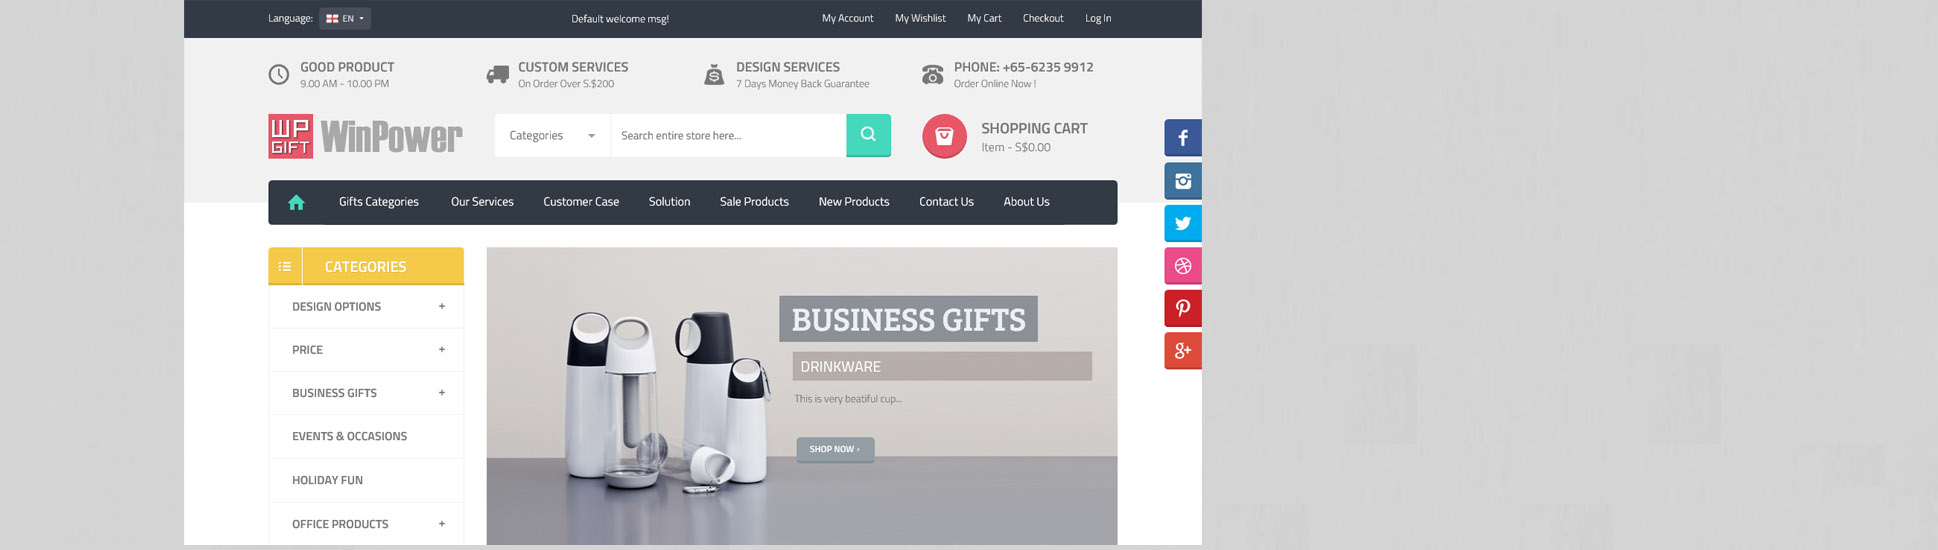 Language: EN
Default welcome msg!
My Account My Wishlist My Cart Checkout Log In
GOOD PRODUCT
9.00 AM - 10.00 PM
CUSTOM SERVICES
On Order Over S.$200
DESIGN SERVICES
7 Days Money Back Guarantee
PHONE: +65-6235 9912
Order Online Now !
WP
GIFT
WinPower
Categories
Search entire store here...
SHOPPING CART
Item - S$0.00
Gifts Categories Our Services Customer Case Solution Sale Products New Products Contact Us About Us
CATEGORIES
DESIGN OPTIONS +
PRICE +
BUSINESS GIFTS +
EVENTS & OCCASIONS
HOLIDAY FUN
OFFICE PRODUCTS +
BUSINESS GIFTS
DRINKWARE
This is very beatiful cup...
SHOP NOW >